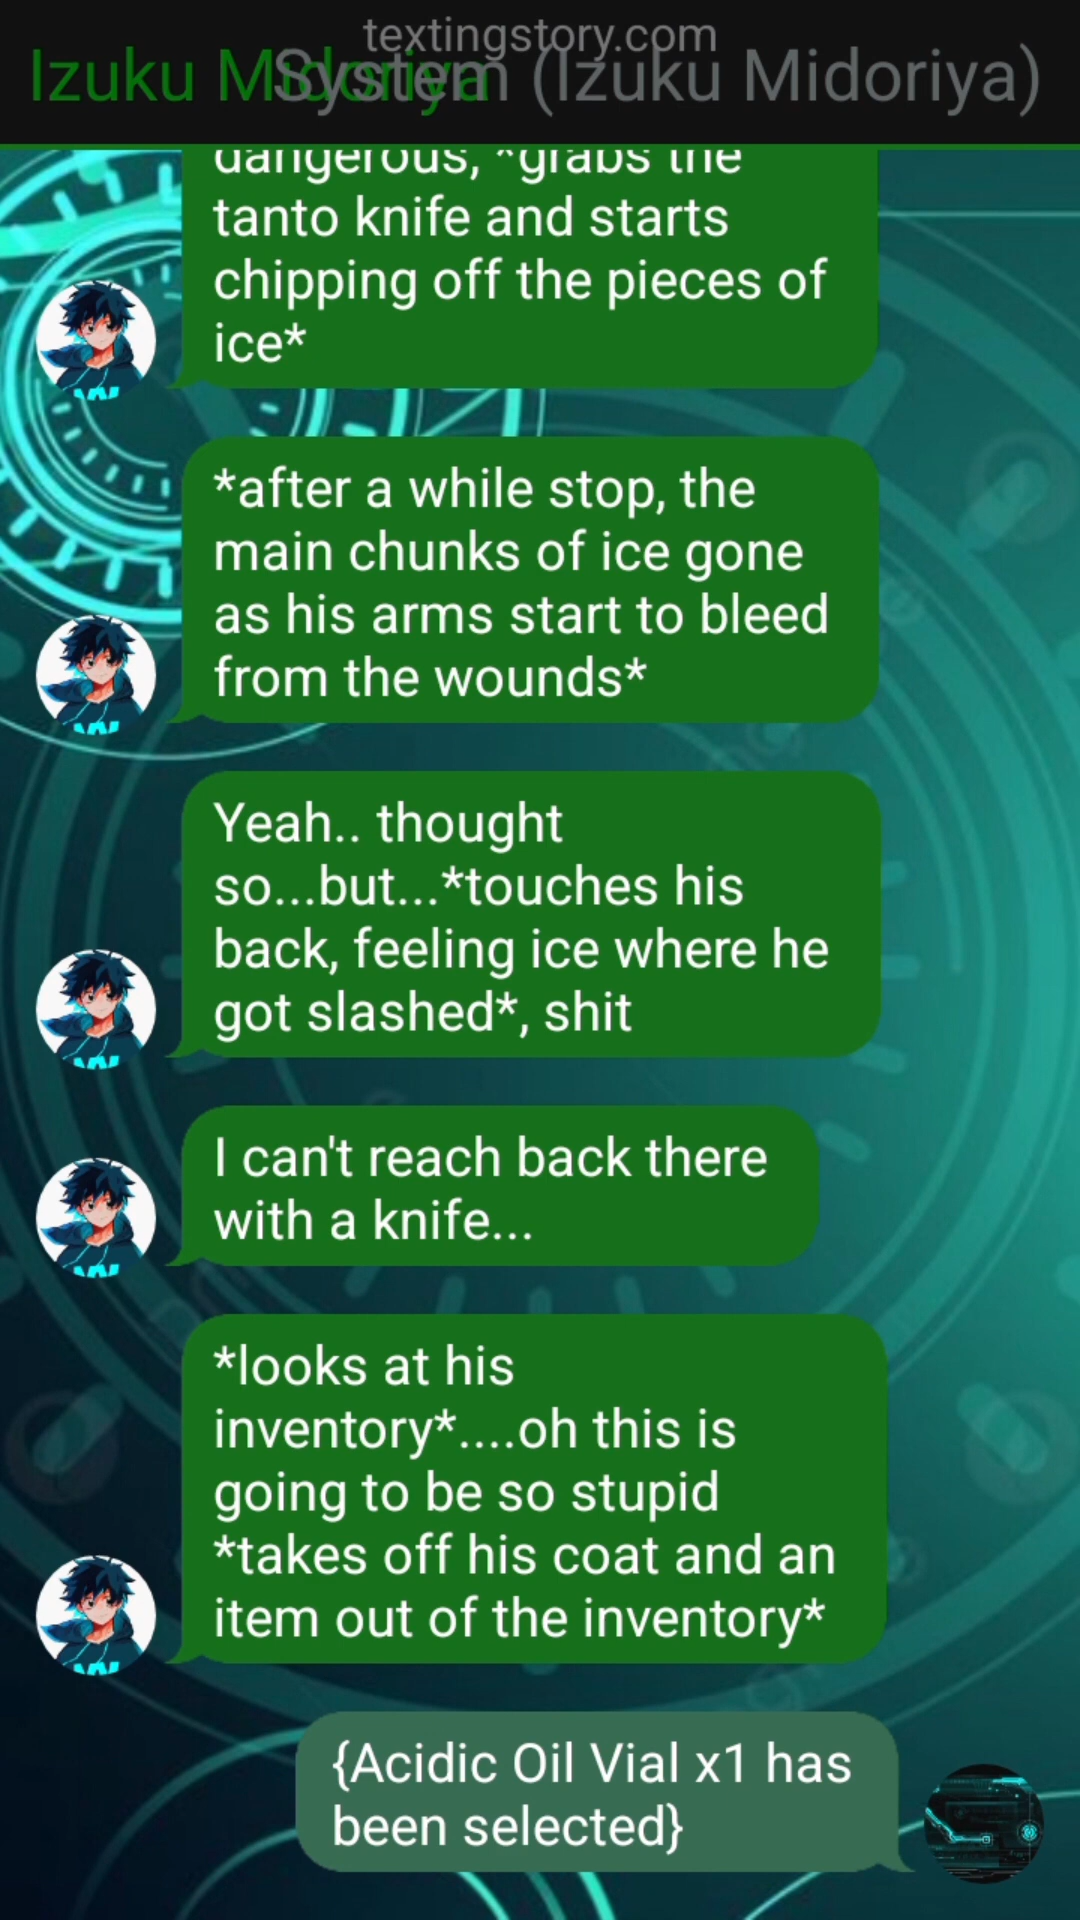 textingstory.com
Izuku Midoriya
System (Izuku Midoriya)
dangerous, *grabs the
tanto knife and starts
chipping off the pieces of
ice*
*after a while stop, the
main chunks of ice gone
as his arms start to bleed
from the wounds*
Yeah.. thought
so...but...*touches his
back, feeling ice where he
got slashed*, shit
I can't reach back there
with a knife...
*looks at his
inventory*....oh this is
going to be so stupid
*takes off his coat and an
item out of the inventory*
{Acidic Oil Vial x1 has
been selected}